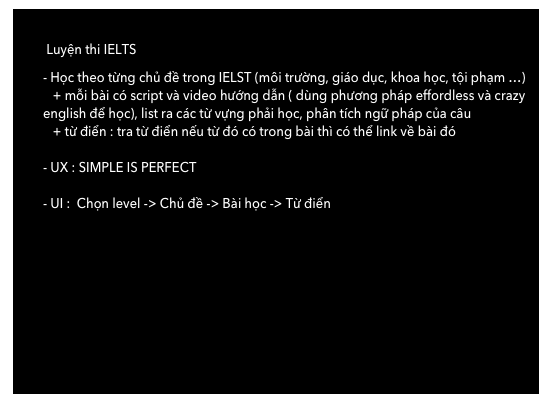 Luyện thi IELTS
- Học theo từng chủ đề trong IELST (môi trường, giáo dục, khoa học, tội phạm ...)
+ mỗi bài có script và video hướng dẫn ( dùng phương pháp effordless và crazy
english để học), list ra các từ vựng phải học, phân tích ngữ pháp của câu
+ từ điển : tra từ điển nếu từ đó có trong bài thì có thể link về bài đó
- UX : SIMPLE IS PERFECT
- UI :  Chọn level -> Chủ đề -> Bài học -> Từ điển